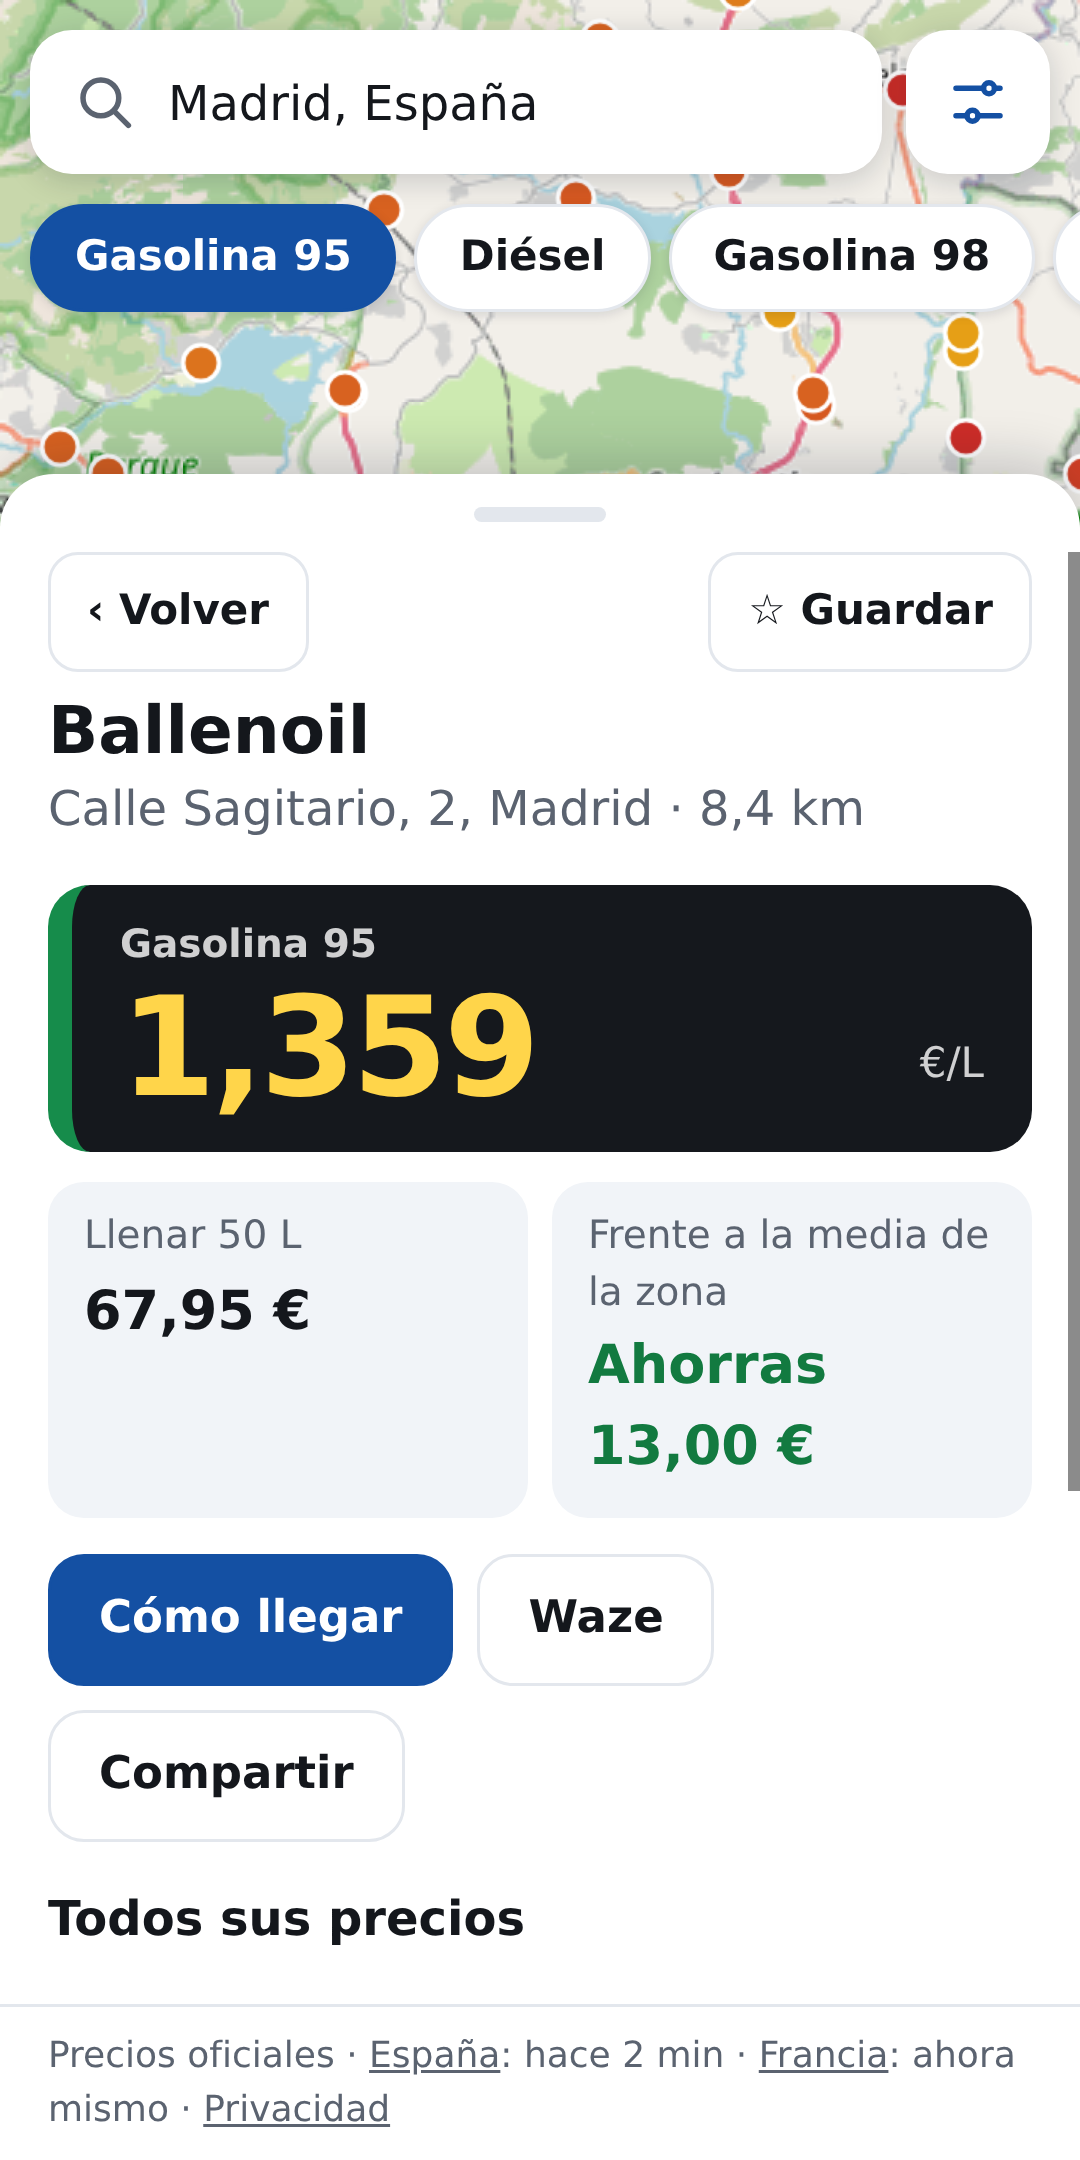 Madrid, España
Gasolina 95
Diésel
Gasolina 98
‹ Volver
☆ Guardar
Ballenoil
Calle Sagitario, 2, Madrid · 8,4 km
Gasolina 95
1,359
€/L
Llenar 50 L
67,95 €
Frente a la media de
la zona
Ahorras
13,00 €
Cómo llegar
Waze
Compartir
Todos sus precios
Precios oficiales · España: hace 2 min · Francia: ahora
mismo · Privacidad